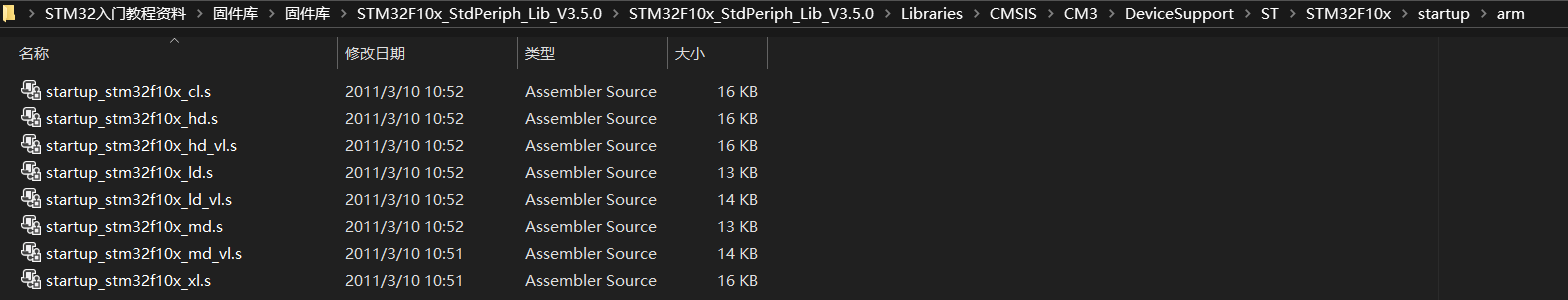 STM32入门教程资料 > 固件库 > 固件库 > STM32F10x_StdPeriph_Lib_V3.5.0 > STM32F10x_StdPeriph_Lib_V3.5.0 > Libraries > CMSIS > CM3 > DeviceSupport > ST > STM32F10x > startup > arm
名称 修改日期 类型 大小
startup_stm32f10x_cl.s 2011/3/10 10:52 Assembler Source 16 KB
startup_stm32f10x_hd.s 2011/3/10 10:52 Assembler Source 16 KB
startup_stm32f10x_hd_vl.s 2011/3/10 10:52 Assembler Source 16 KB
startup_stm32f10x_ld.s 2011/3/10 10:52 Assembler Source 13 KB
startup_stm32f10x_ld_vl.s 2011/3/10 10:52 Assembler Source 14 KB
startup_stm32f10x_md.s 2011/3/10 10:52 Assembler Source 13 KB
startup_stm32f10x_md_vl.s 2011/3/10 10:51 Assembler Source 14 KB
startup_stm32f10x_xl.s 2011/3/10 10:51 Assembler Source 16 KB